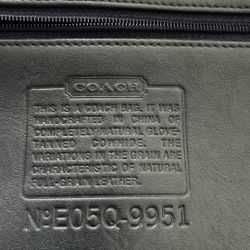 COACH
THIS IS A COACH BAG. IT WAS
HANDCRAFTED IN CHINA OF
COMPLETELY NATURAL GLOVE-
TANNED COWHIDE. THE
VARIATIONS IN THE GRAIN ARE
CHARACTERISTIC OF NATURAL
FULL-GRAIN LEATHER.
NºE05Q-9951